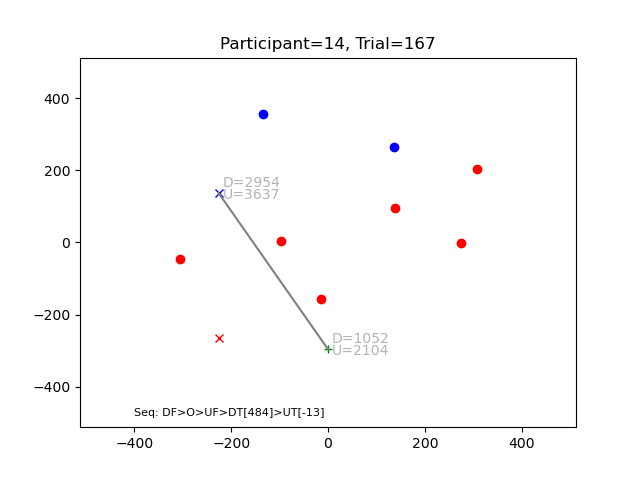 Participant=14, Trial=167
400
200
0
−200
−400
D=2954
U=3637
D=1052
U=2104
Seq: DF>O>UF>DT[484]>UT[-13]
−400
−200
0
200
400